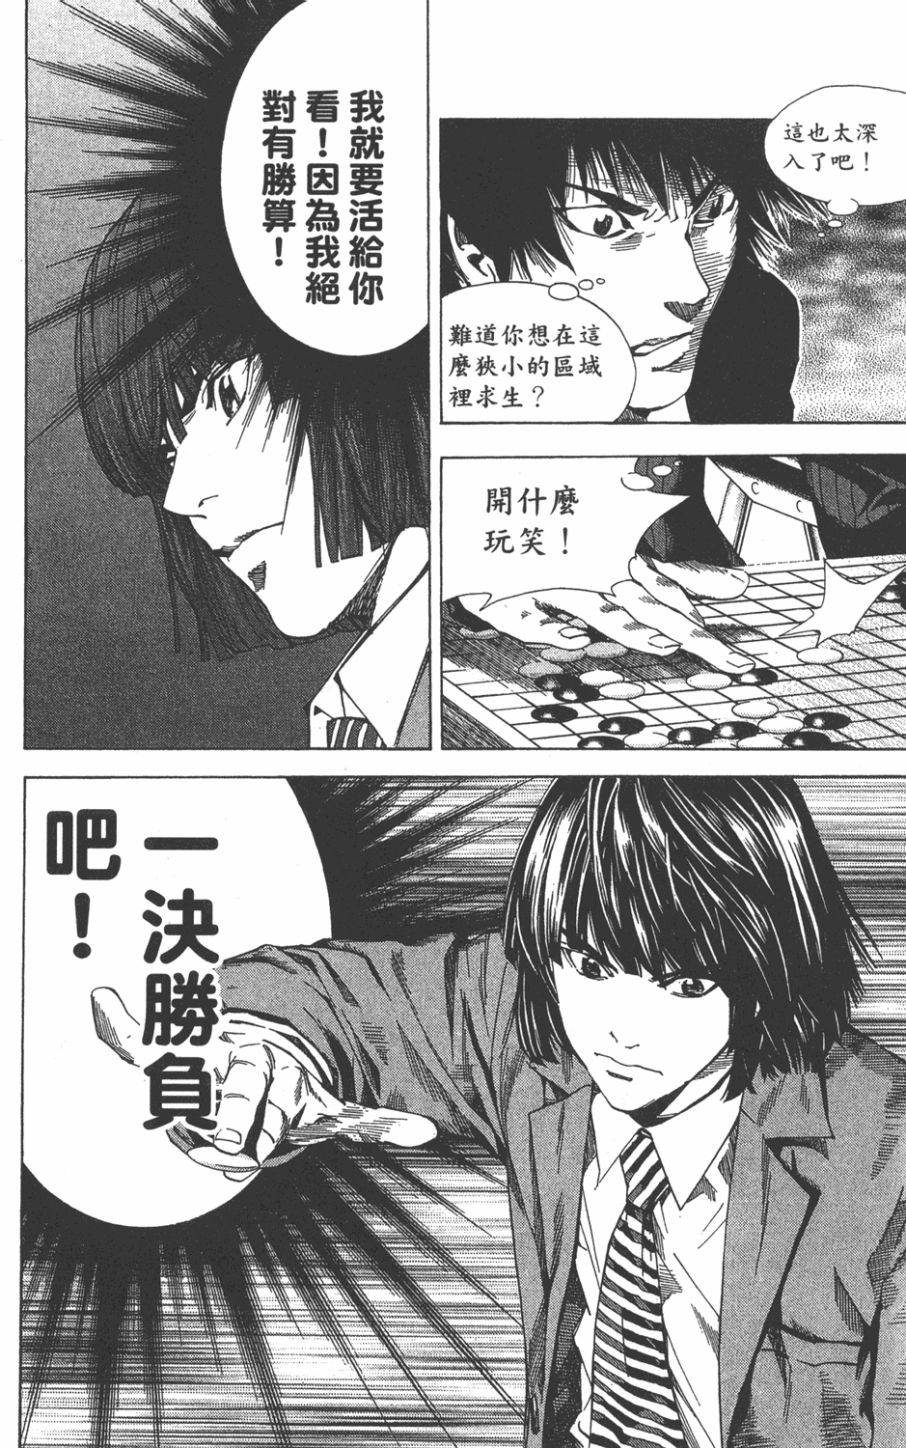 這也太深
入了吧！
難道你想在這
麼狹小的區域
裡求生？
開什麼
玩笑！
我就要活給你
看！因為我絕
對有勝算！
一決勝負
吧！